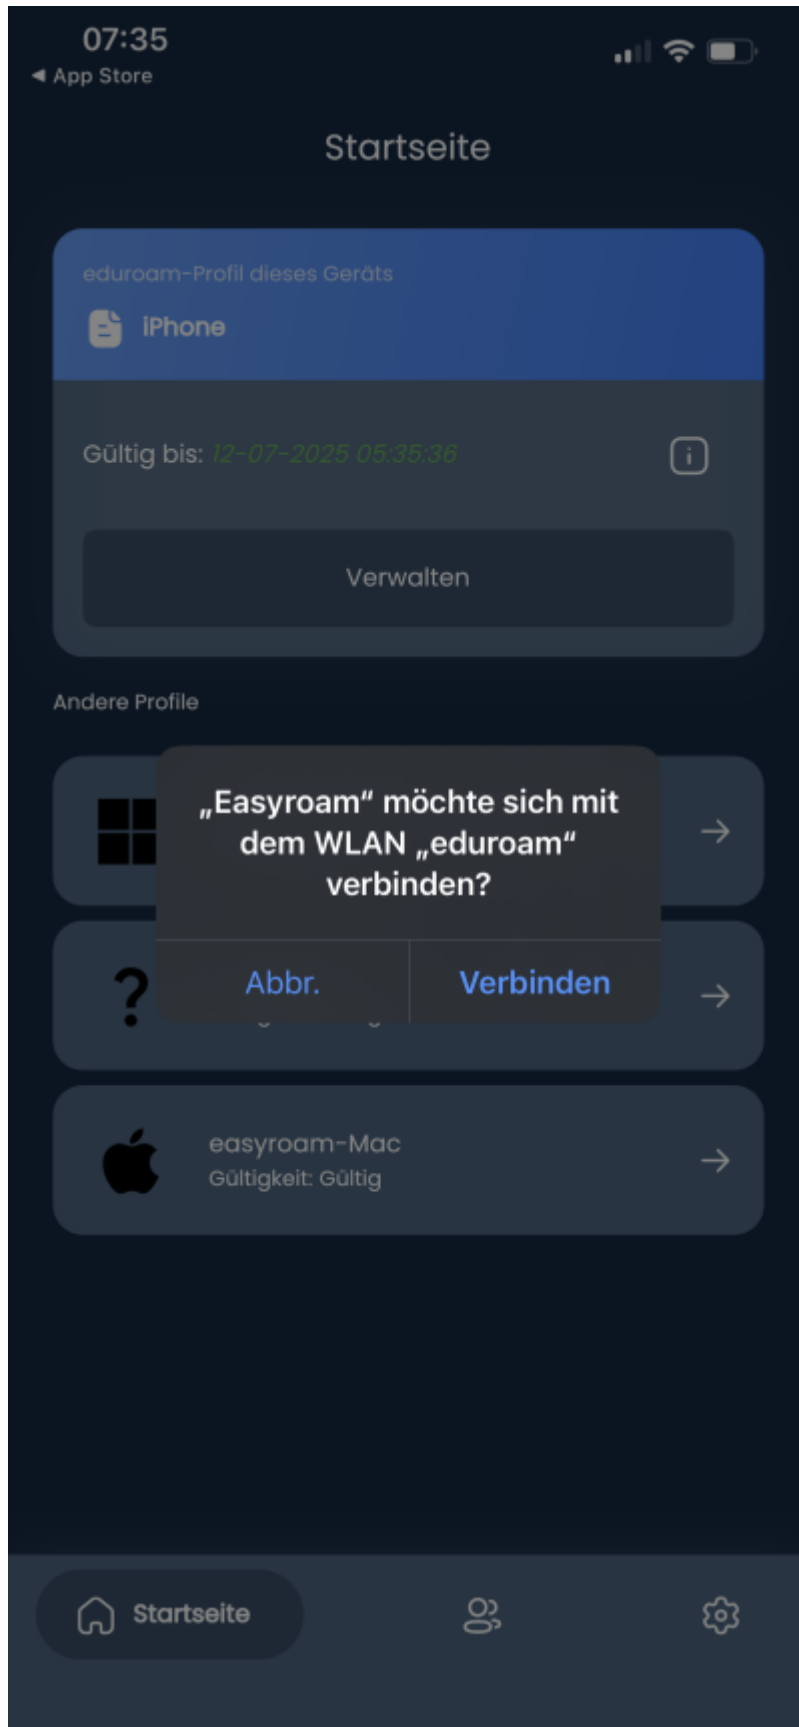 07:35
◀ App Store
Startseite
eduroam-Profil dieses Geräts
iPhone
Gültig bis: 12-07-2025 05:35:36
i
Verwalten
Andere Profile
„Easyroam“ möchte sich mit
dem WLAN „eduroam“
verbinden?
Abbr.
Verbinden
?
easyroam-Mac
Gültigkeit: Gültig
Startseite